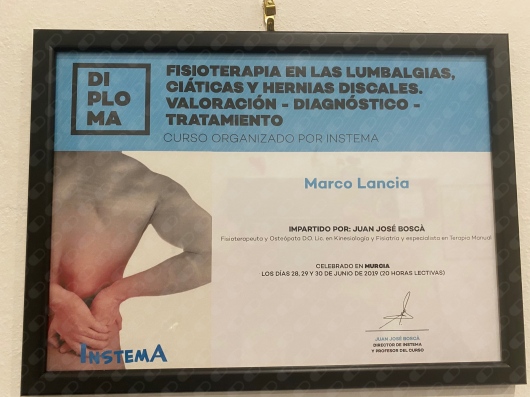 DI
PLO
MA
FISIOTERAPIA EN LAS LUMBALGIAS,
CIÁTICAS Y HERNIAS DISCALES.
VALORACIÓN - DIAGNÓSTICO -
TRATAMIENTO
CURSO ORGANIZADO POR INSTEMA
Marco Lancia
IMPARTIDO POR: JUAN JOSÉ BOSCÀ
Fisioterapeuta y Osteópata D.O. Lic. en Kinesiología y Fisiatría y especialista en Terapia Manual
CELEBRADO EN MURCIA
LOS DÍAS 28, 29 Y 30 DE JUNIO DE 2019 (20 HORAS LECTIVAS)
JUAN JOSÉ BOSCÀ
DIRECTOR DE INSTEMA
Y PROFESOR DEL CURSO
INSTEMA